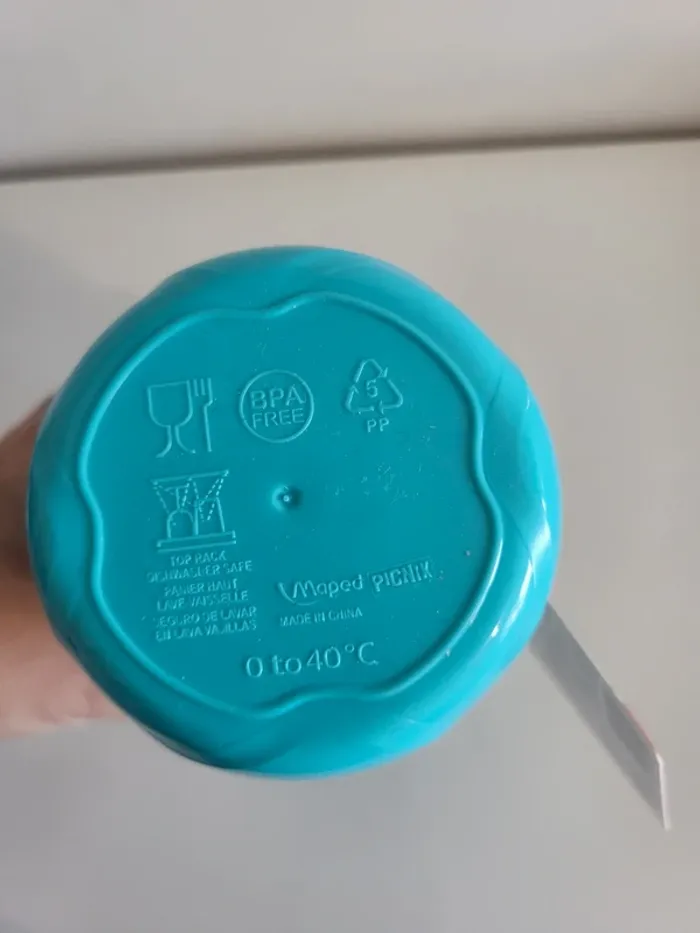 BPA
FREE
5
PP
TOP RACK
DISHWASHER SAFE
PANIER HAUT
LAVE VAISSELLE
SEGURO DE LAVAR
EN LAVA VAJILLAS
Maped PICNIK
MADE IN CHINA
0 to 40°C